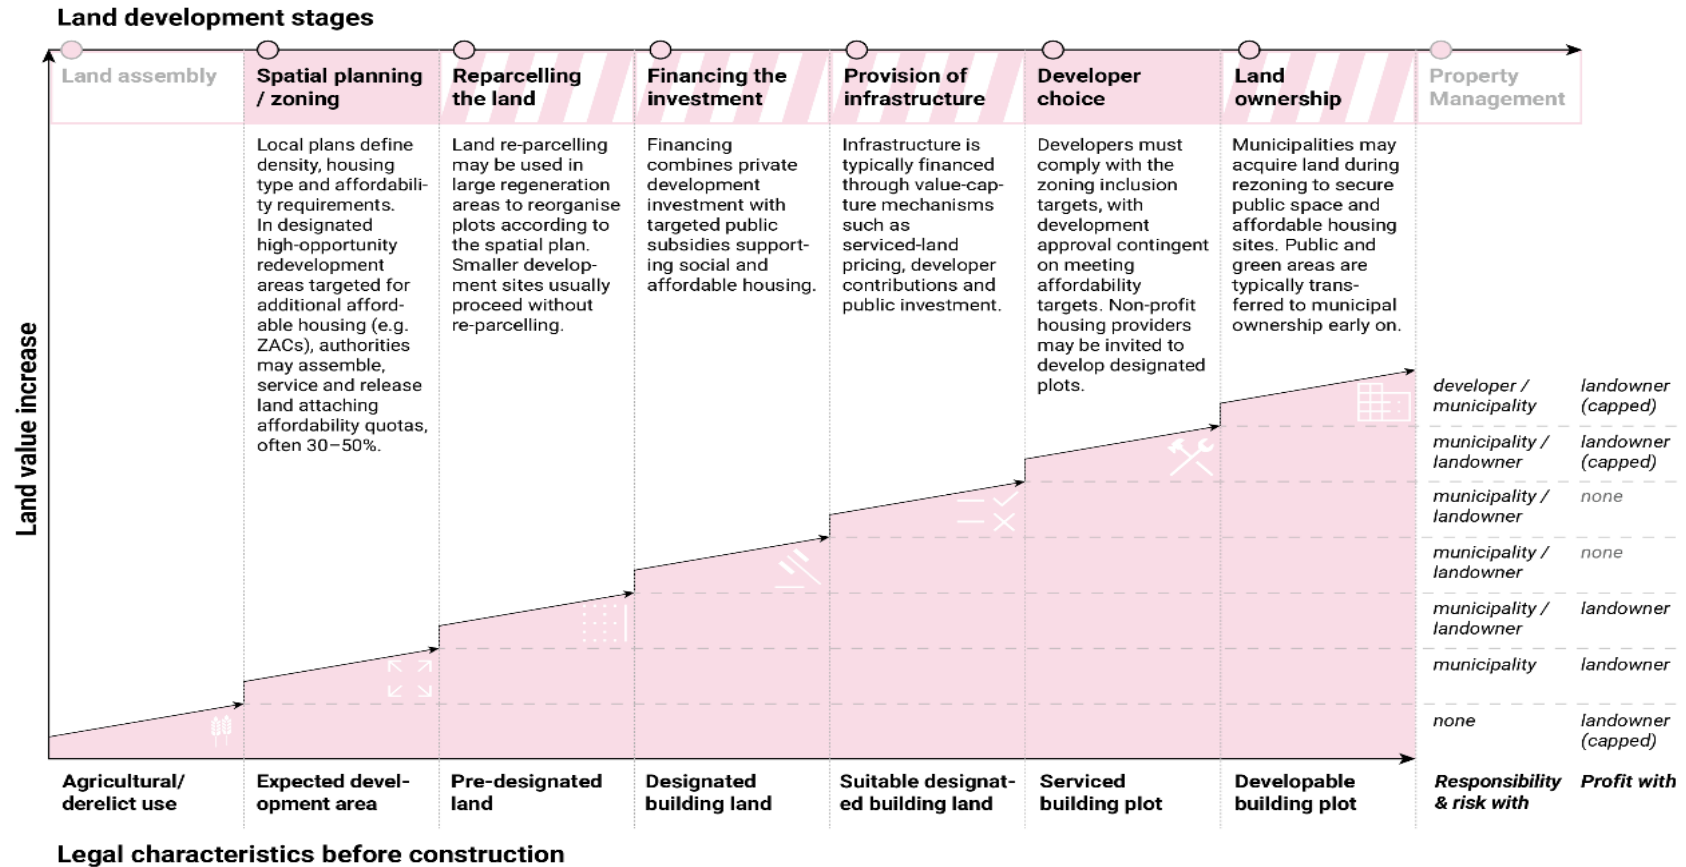 Land development stages
Land assembly
Spatial planning
/ zoning
Reparcelling
the land
Financing the
investment
Provision of
infrastructure
Developer
choice
Land
ownership
Property
Management
Local plans define
density, housing
type and affordabili-
ty requirements.
In designated
high-opportunity
redevelopment
areas targeted for
additional afford-
able housing (e.g.
ZACs), authorities
may assemble,
service and release
land attaching
affordability quotas,
often 30–50%.
Land re-parcelling
may be used in
large regeneration
areas to reorganise
plots according to
the spatial plan.
Smaller develop-
ment sites usually
proceed without
re-parcelling.
Financing
combines private
development
investment with
targeted public
subsidies support-
ing social and
affordable housing.
Infrastructure is
typically financed
through value-cap-
ture mechanisms
such as
serviced-land
pricing, developer
contributions and
public investment.
Developers must
comply with the
zoning inclusion
targets, with
development
approval contingent
on meeting
affordability
targets. Non-profit
housing providers
may be invited to
develop designated
plots.
Municipalities may
acquire land during
rezoning to secure
public space and
affordable housing
sites. Public and
green areas are
typically trans-
ferred to municipal
ownership early on.
Land value increase
developer /
municipality
landowner
(capped)
municipality /
landowner
landowner
(capped)
municipality /
landowner
none
municipality /
landowner
none
municipality /
landowner
landowner
municipality
landowner
none
landowner
(capped)
Agricultural/
derelict use
Expected devel-
opment area
Pre-designated
land
Designated
building land
Suitable designat-
ed building land
Serviced
building plot
Developable
building plot
Responsibility
& risk with
Profit with
Legal characteristics before construction